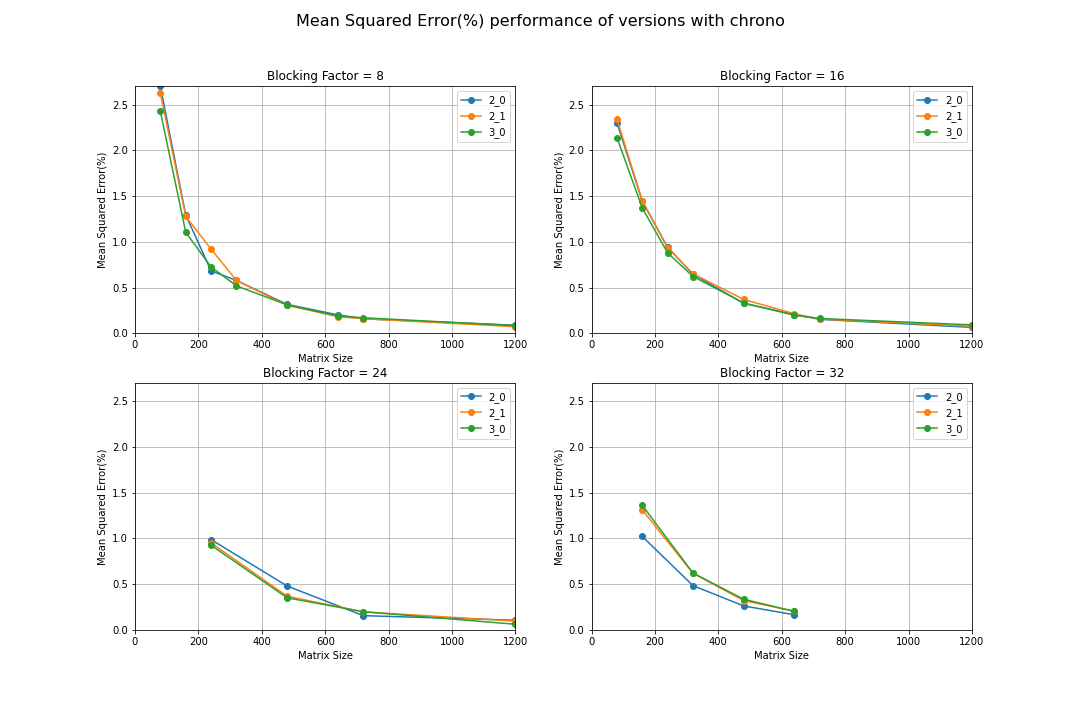 Mean Squared Error(%) performance of versions with chrono
Blocking Factor = 8
2_0
2_1
3_0
Mean Squared Error(%)
2.5
2.0
1.5
1.0
0.5
0.0
0 200 400 600 800 1000 1200
Matrix Size
Blocking Factor = 16
2_0
2_1
3_0
Mean Squared Error(%)
2.5
2.0
1.5
1.0
0.5
0.0
0 200 400 600 800 1000 1200
Matrix Size
Blocking Factor = 24
2_0
2_1
3_0
Mean Squared Error(%)
2.5
2.0
1.5
1.0
0.5
0.0
0 200 400 600 800 1000 1200
Matrix Size
Blocking Factor = 32
2_0
2_1
3_0
Mean Squared Error(%)
2.5
2.0
1.5
1.0
0.5
0.0
0 200 400 600 800 1000 1200
Matrix Size